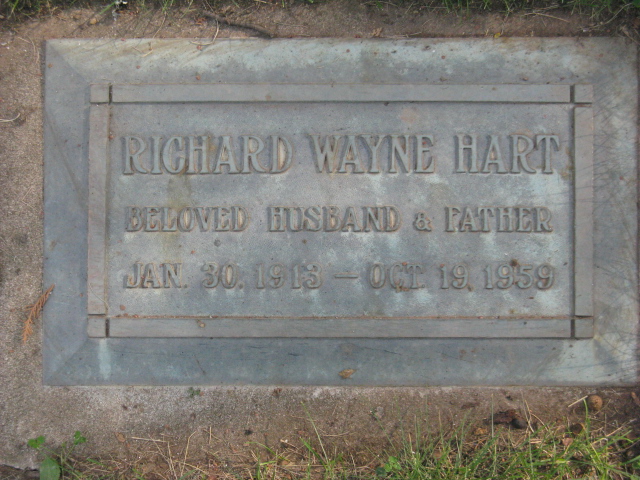 RICHARD WAYNE HART
BELOVED HUSBAND & FATHER
JAN. 30, 1913 — OCT. 19, 1959